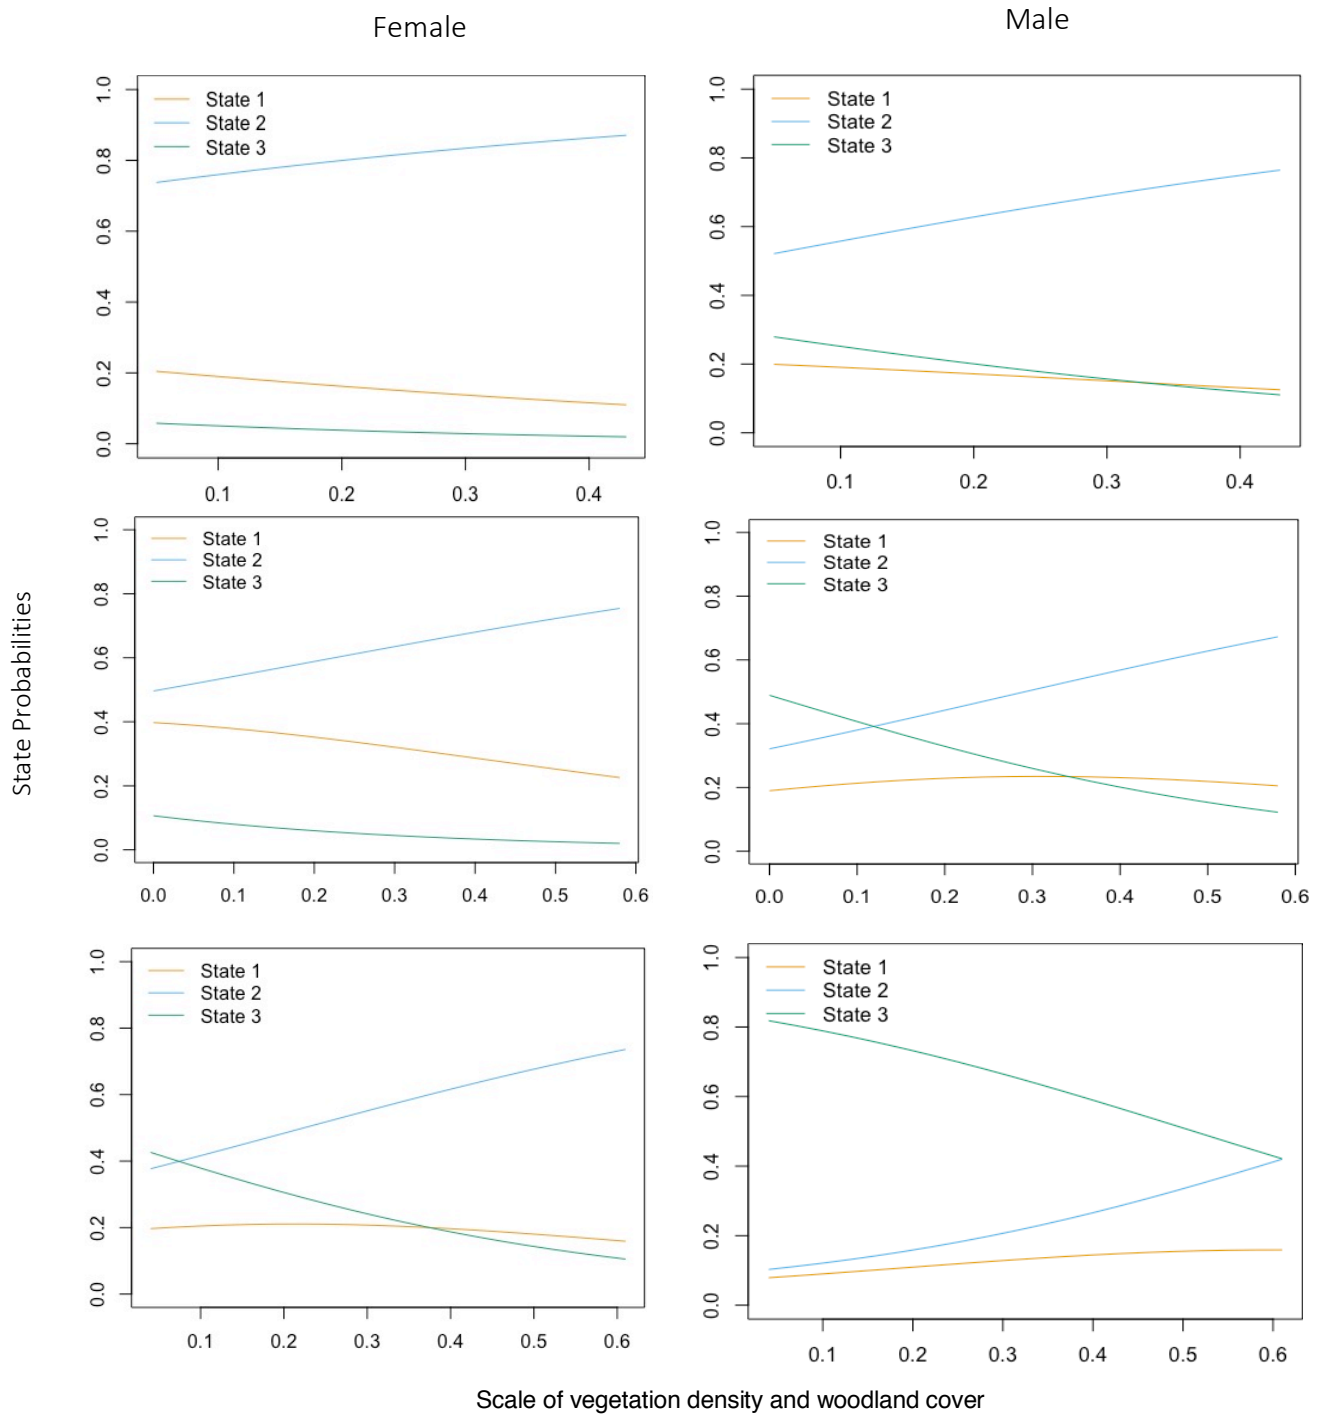 Female
Male
State Probabilities
1.0
0.8
0.6
0.4
0.2
0.0
State 1
State 2
State 3
0.1 0.2 0.3 0.4
1.0
0.8
0.6
0.4
0.2
0.0
State 1
State 2
State 3
0.1 0.2 0.3 0.4
1.0
0.8
0.6
0.4
0.2
0.0
State 1
State 2
State 3
0.0 0.1 0.2 0.3 0.4 0.5 0.6
1.0
0.8
0.6
0.4
0.2
0.0
State 1
State 2
State 3
0.0 0.1 0.2 0.3 0.4 0.5 0.6
1.0
0.8
0.6
0.4
0.2
0.0
State 1
State 2
State 3
0.1 0.2 0.3 0.4 0.5 0.6
1.0
0.8
0.6
0.4
0.2
0.0
State 1
State 2
State 3
0.1 0.2 0.3 0.4 0.5 0.6
Scale of vegetation density and woodland cover